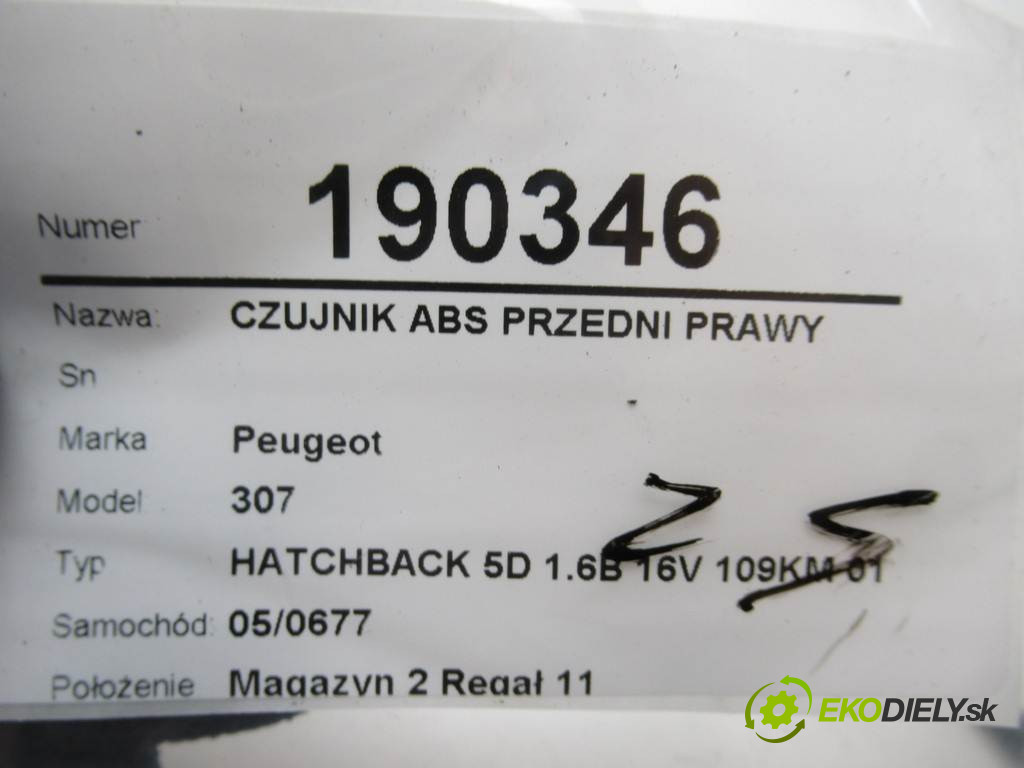 Numer 190346
Nazwa: CZUJNIK ABS PRZEDNI PRAWY
Sn
Marka Peugeot
Model 307
Typ HATCHBACK 5D 1.6B 16V 109KM 01
Samochód: 05/0677
Położenie Magazyn 2 Regał 11
25
EKODIELY.sk